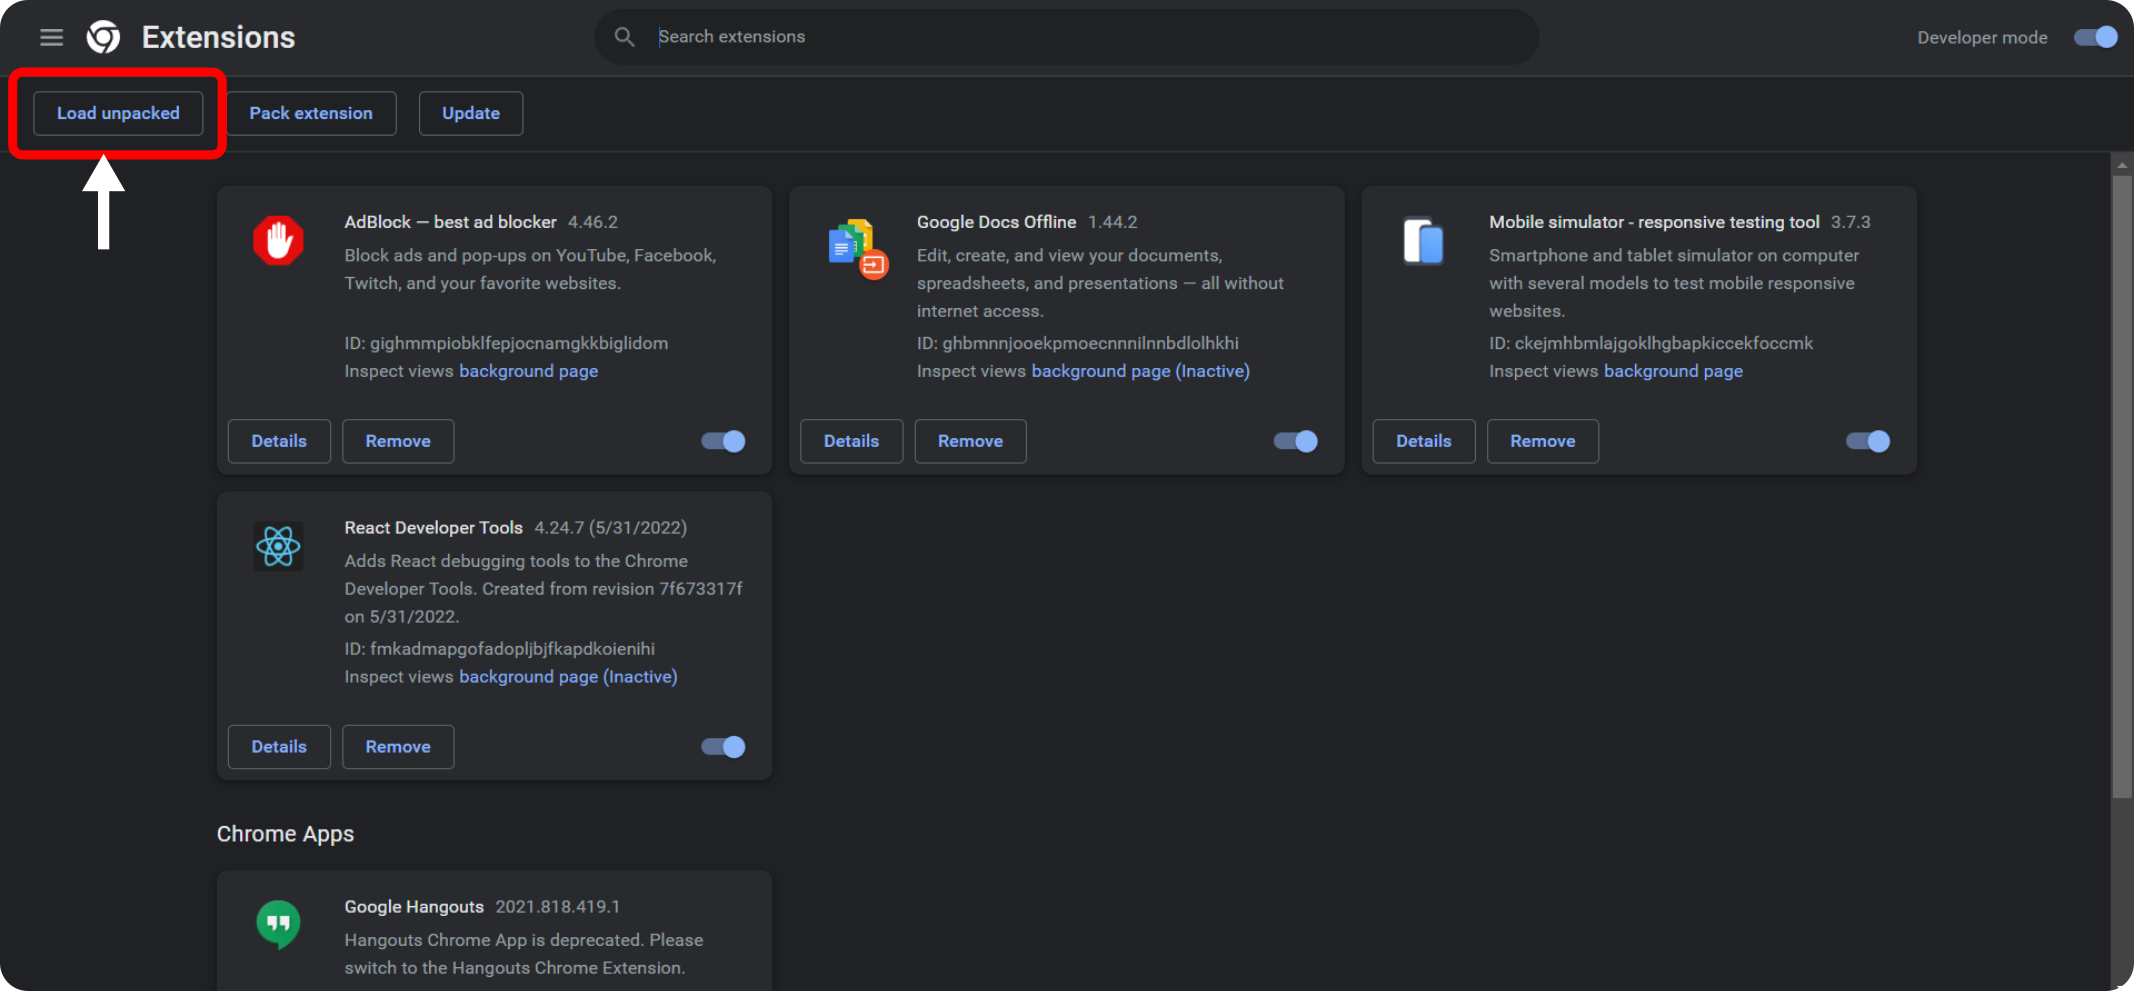 Extensions
Search extensions
Developer mode
Load unpacked
Pack extension
Update
AdBlock — best ad blocker 4.46.2
Block ads and pop-ups on YouTube, Facebook,
Twitch, and your favorite websites.
ID: gighmmpiobklfepjocnamgkkbiglidom
Inspect views background page
Details
Remove
Google Docs Offline 1.44.2
Edit, create, and view your documents,
spreadsheets, and presentations — all without
internet access.
ID: ghbmnnjooekpmoecnnnilnnbdlolhkhi
Inspect views background page (Inactive)
Details
Remove
Mobile simulator - responsive testing tool 3.7.3
Smartphone and tablet simulator on computer
with several models to test mobile responsive
websites.
ID: ckejmhbmlajgoklhgbapkiccekfoccmk
Inspect views background page
Details
Remove
React Developer Tools 4.24.7 (5/31/2022)
Adds React debugging tools to the Chrome
Developer Tools. Created from revision 7f673317f
on 5/31/2022.
ID: fmkadmapgofadopljbjfkapdkoienihi
Inspect views background page (Inactive)
Details
Remove
Chrome Apps
Google Hangouts 2021.818.419.1
Hangouts Chrome App is deprecated. Please
switch to the Hangouts Chrome Extension.